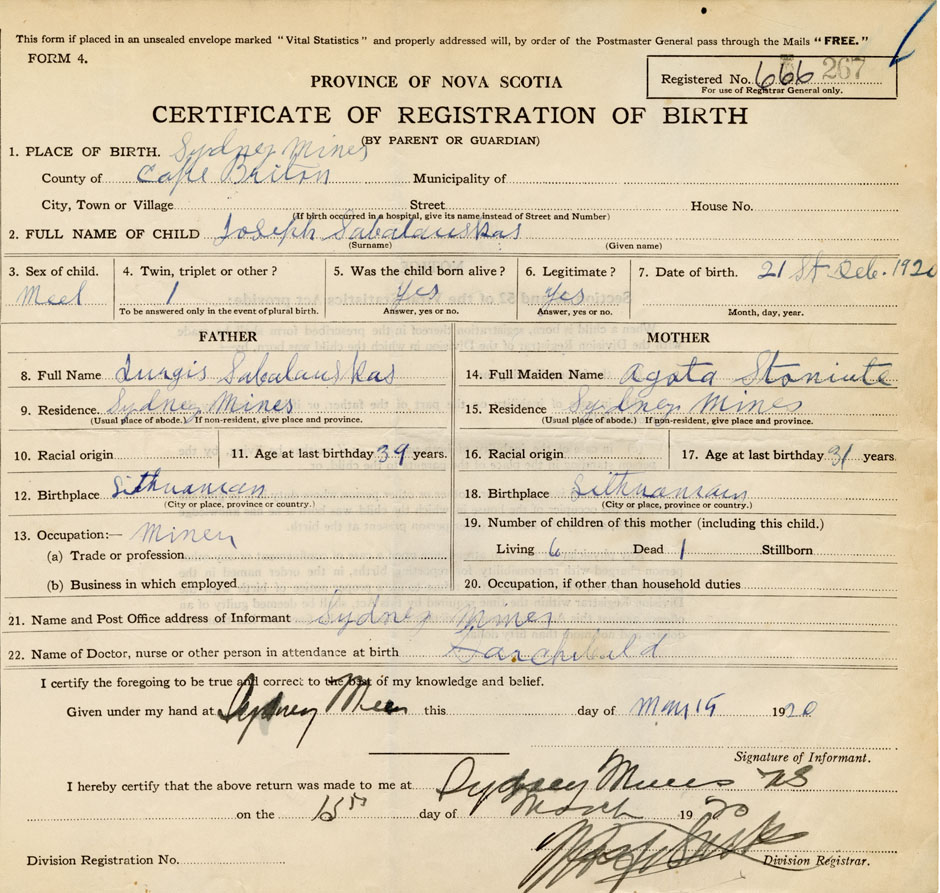 This form if placed in an unsealed envelope marked "Vital Statistics" and properly addressed will, by order of the Postmaster General pass through the Mails "FREE."
FORM 4.
Registered No. 666 267
For use of Registrar General only.
PROVINCE OF NOVA SCOTIA
CERTIFICATE OF REGISTRATION OF BIRTH
(BY PARENT OR GUARDIAN)
1. PLACE OF BIRTH. Sydney Mines
County of Cape Briton Municipality of
City, Town or Village Street House No.
(If birth occurred in a hospital, give its name instead of Street and Number)
2. FULL NAME OF CHILD Joseph Sabalauskas
(Surname) (Given name)
3. Sex of child. 4. Twin, triplet or other? 5. Was the child born alive? 6. Legitimate? 7. Date of birth. 21 St Deb. 1920
Meel 1 yes yes
To be answered only in the event of plural birth. Answer, yes or no. Answer, yes or no. Month, day, year.
FATHER MOTHER
8. Full Name Jurgis Sabalauskas 14. Full Maiden Name Agota Stoniute
9. Residence. Sydney Mines 15. Residence Sydney Mines
(Usual place of abode.) If non-resident, give place and province. (Usual place of abode.) If non-resident, give place and province.
10. Racial origin 11. Age at last birthday 39 years. 16. Racial origin 17. Age at last birthday 31 years
12. Birthplace Lithuanian 18. Birthplace Lithuanian
(City or place, province or country.) (City or place, province or country.)
13. Occupation:— Miner 19. Number of children of this mother (including this child.)
(a) Trade or profession Living 6 Dead 1 Stillborn
(b) Business in which employed 20. Occupation, if other than household duties
21. Name and Post Office address of Informant Sydney Mines
22. Name of Doctor, nurse or other person in attendance at birth
I certify the foregoing to be true and correct to the best of my knowledge and belief.
Given under my hand at Sydney Mines this day of Mar 15 1920
Signature of Informant.
I hereby certify that the above return was made to me at Sydney Mines NS
on the 15th day of March 1920
Division Registration No. Division Registrar.